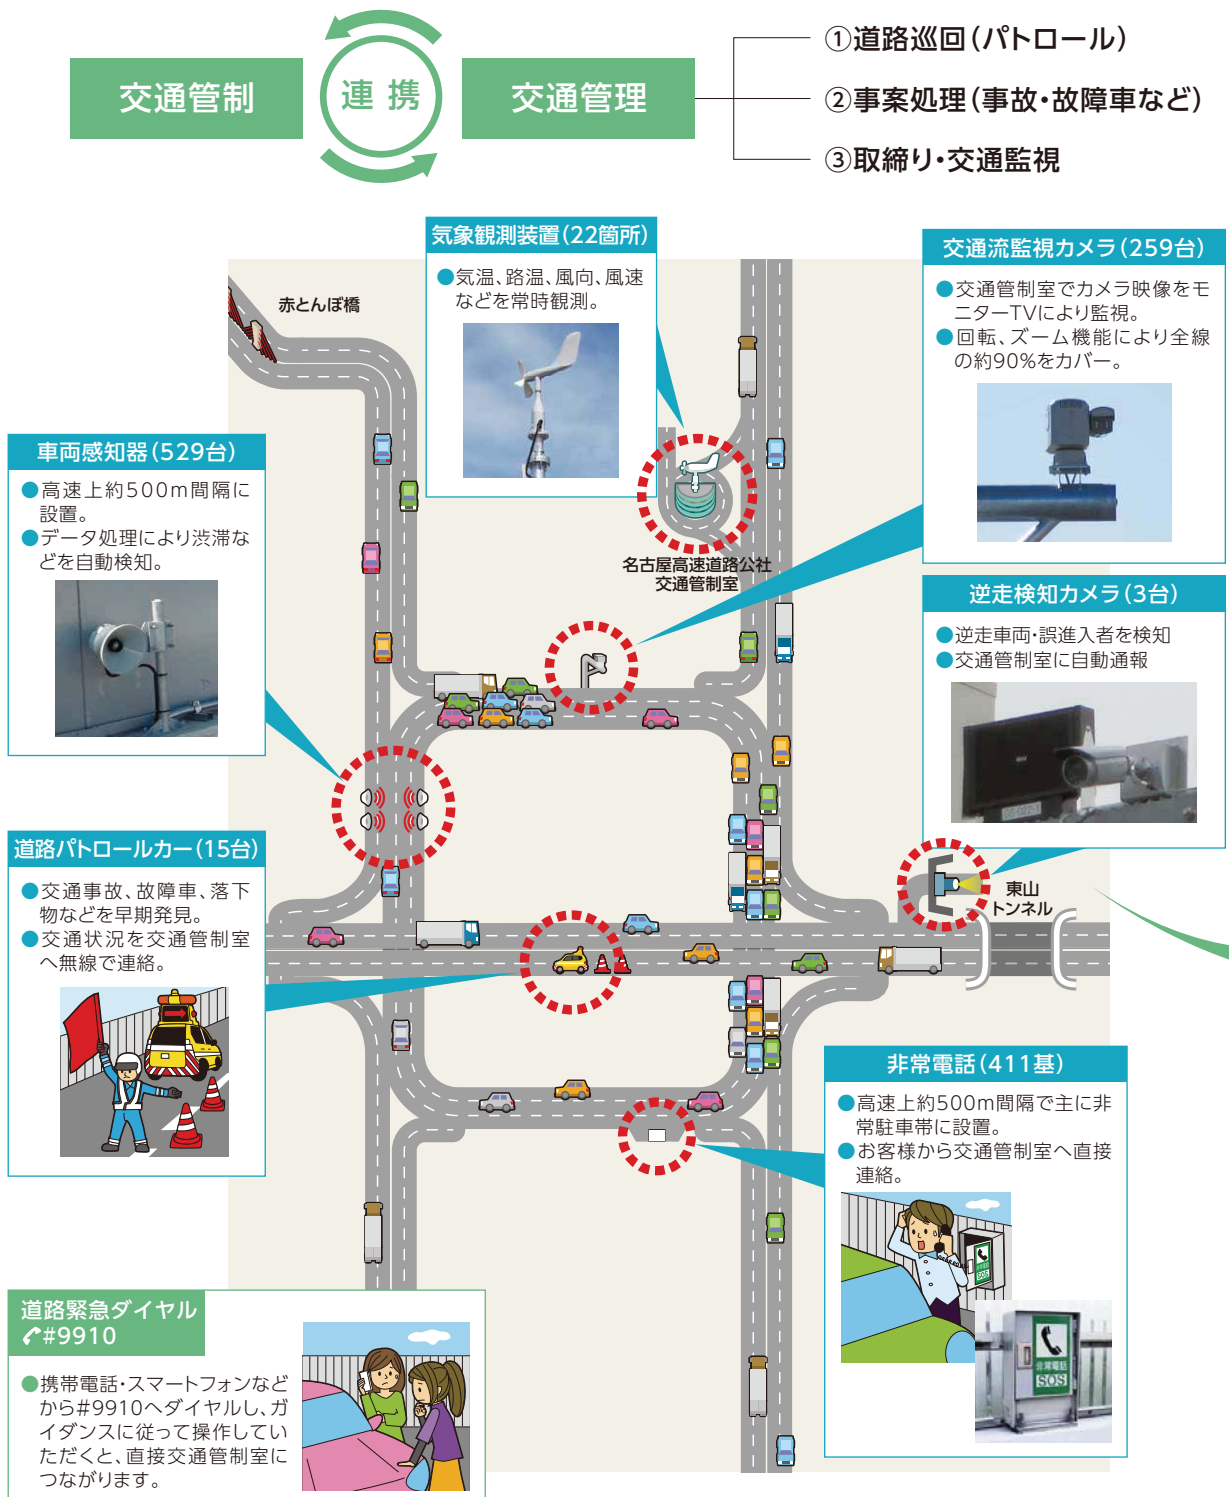 交通管制
連携
交通管理
①道路巡回(パトロール)
②事案処理(事故・故障車など)
③取締り・交通監視
気象観測装置(22箇所)
●気温、路温、風向、風速
などを常時観測。
交通流監視カメラ(259台)
●交通管制室でカメラ映像をモ
ニターTVにより監視。
●回転、ズーム機能により全線
の約90%をカバー。
赤とんぼ橋
車両感知器(529台)
●高速上約500m間隔に
設置。
●データ処理により渋滞な
どを自動検知。
名古屋高速道路公社
交通管制室
逆走検知カメラ(3台)
●逆走車両・誤進入者を検知
●交通管制室に自動通報
道路パトロールカー(15台)
●交通事故、故障車、落下
物などを早期発見。
●交通状況を交通管制室
へ無線で連絡。
東山
トンネル
非常電話(411基)
●高速上約500m間隔で主に非
常駐車帯に設置。
●お客様から交通管制室へ直接
連絡。
非常電話
SOS
非常電話
SOS
道路緊急ダイヤル
#9910
●携帯電話・スマートフォンなど
から#9910へダイヤルし、ガ
イダンスに従って操作してい
ただくと、直接交通管制室に
つながります。